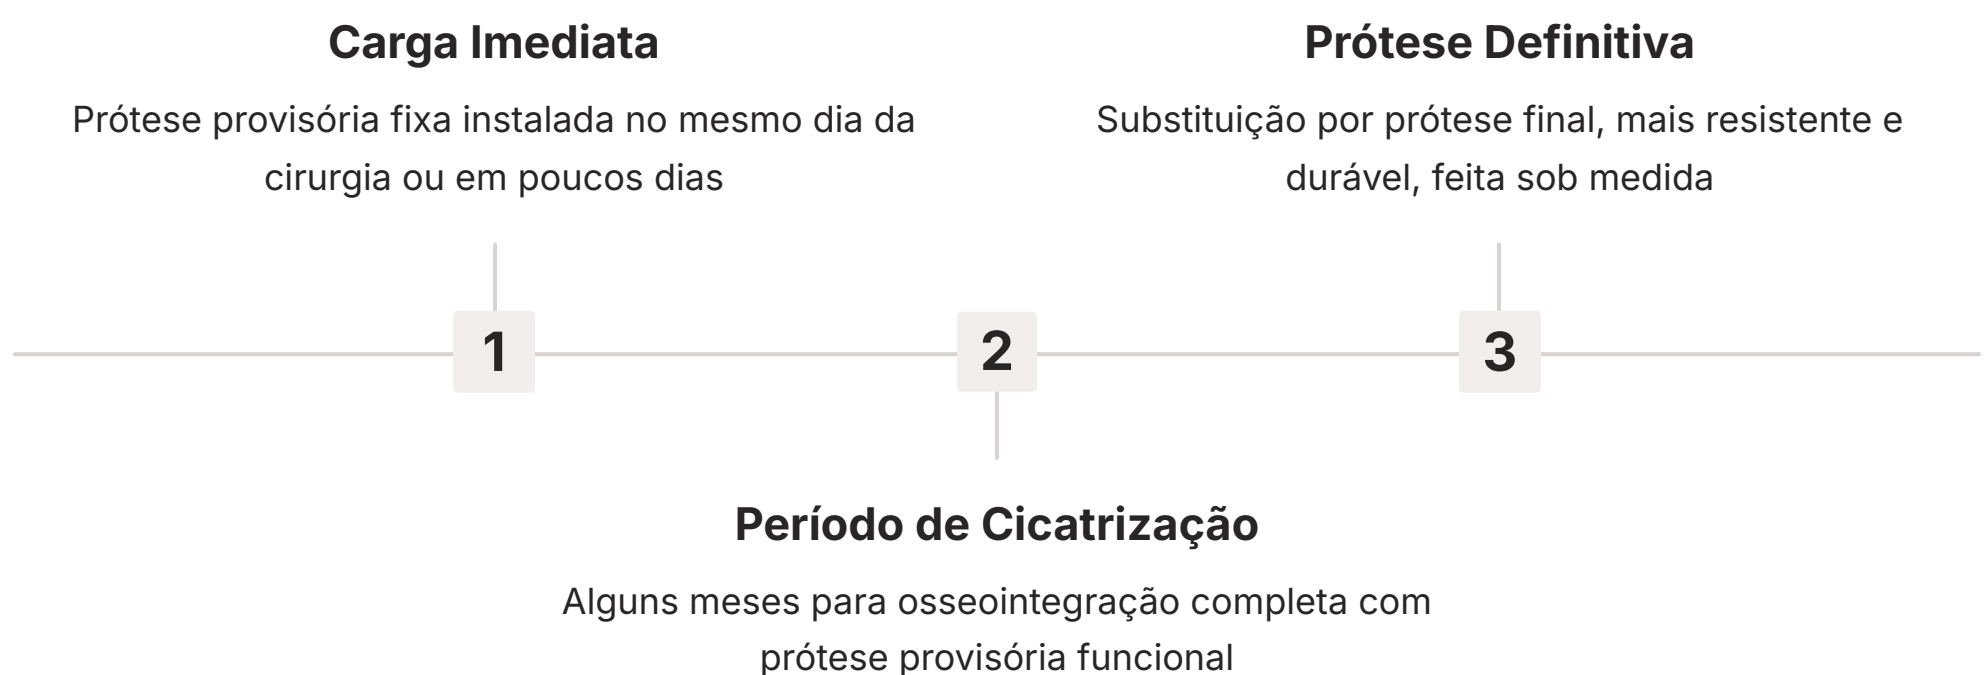 Carga Imediata
Prótese provisória fixa instalada no mesmo dia da
cirurgia ou em poucos dias
Prótese Definitiva
Substituição por prótese final, mais resistente e
durável, feita sob medida
1
2
3
Período de Cicatrização
Alguns meses para osseointegração completa com
prótese provisória funcional